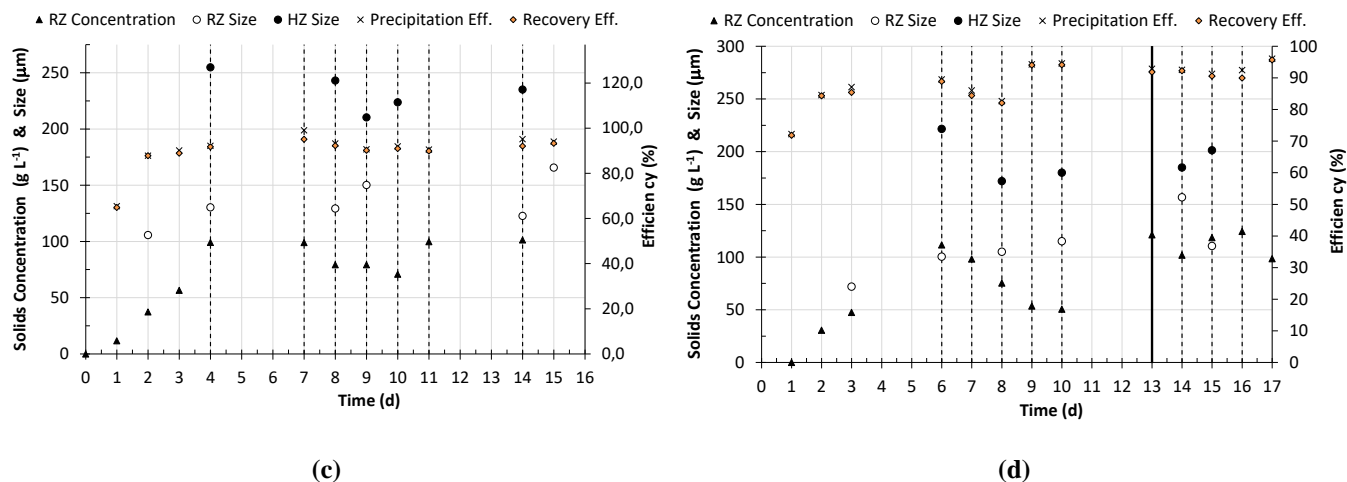 ▲ RZ Concentration ○ RZ Size ● HZ Size × Precipitation Eff. ◆ Recovery Eff.
Solids Concentration (g L-1) & Size (µm)
250
200
150
100
50
0
120,0
100,0
80,0
60,0
40,0
20,0
0,0
Efficien cy (%)
0 1 2 3 4 5 6 7 8 9 10 11 12 13 14 15 16
Time (d)
(c)
▲ RZ Concentration ○ RZ Size ● HZ Size × Precipitation Eff. ◆ Recovery Eff.
Solids Concentration (g L-1) & Size (µm)
300
250
200
150
100
50
0
100
90
80
70
60
50
40
30
20
10
0
Efficien cy (%)
0 1 2 3 4 5 6 7 8 9 10 11 12 13 14 15 16 17
Time (d)
(d)